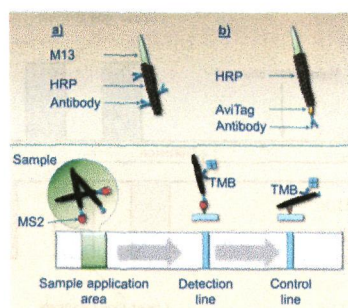 a)
b)
M13
HRP
Antibody
HRP
AviTag
Antibody
Sample
MS2
TMB
TMB
Sample application
area
Detection
line
Control
line